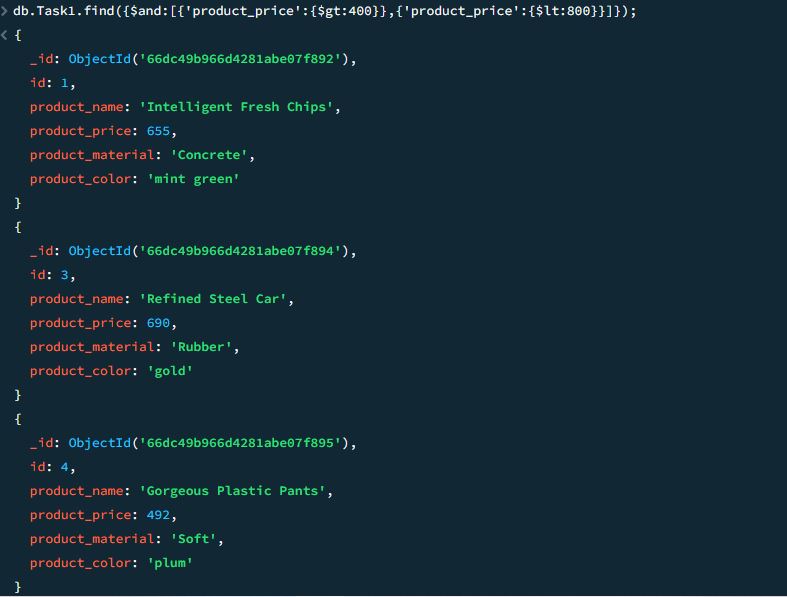 > db.Task1.find({$and:[{'product_price':{$gt:400}},{'product_price':{$lt:800}}]});
< {
_id: ObjectId('66dc49b966d4281abe07f892'),
id: 1,
product_name: 'Intelligent Fresh Chips',
product_price: 655,
product_material: 'Concrete',
product_color: 'mint green'
}
{
_id: ObjectId('66dc49b966d4281abe07f894'),
id: 3,
product_name: 'Refined Steel Car',
product_price: 690,
product_material: 'Rubber',
product_color: 'gold'
}
{
_id: ObjectId('66dc49b966d4281abe07f895'),
id: 4,
product_name: 'Gorgeous Plastic Pants',
product_price: 492,
product_material: 'Soft',
product_color: 'plum'
}